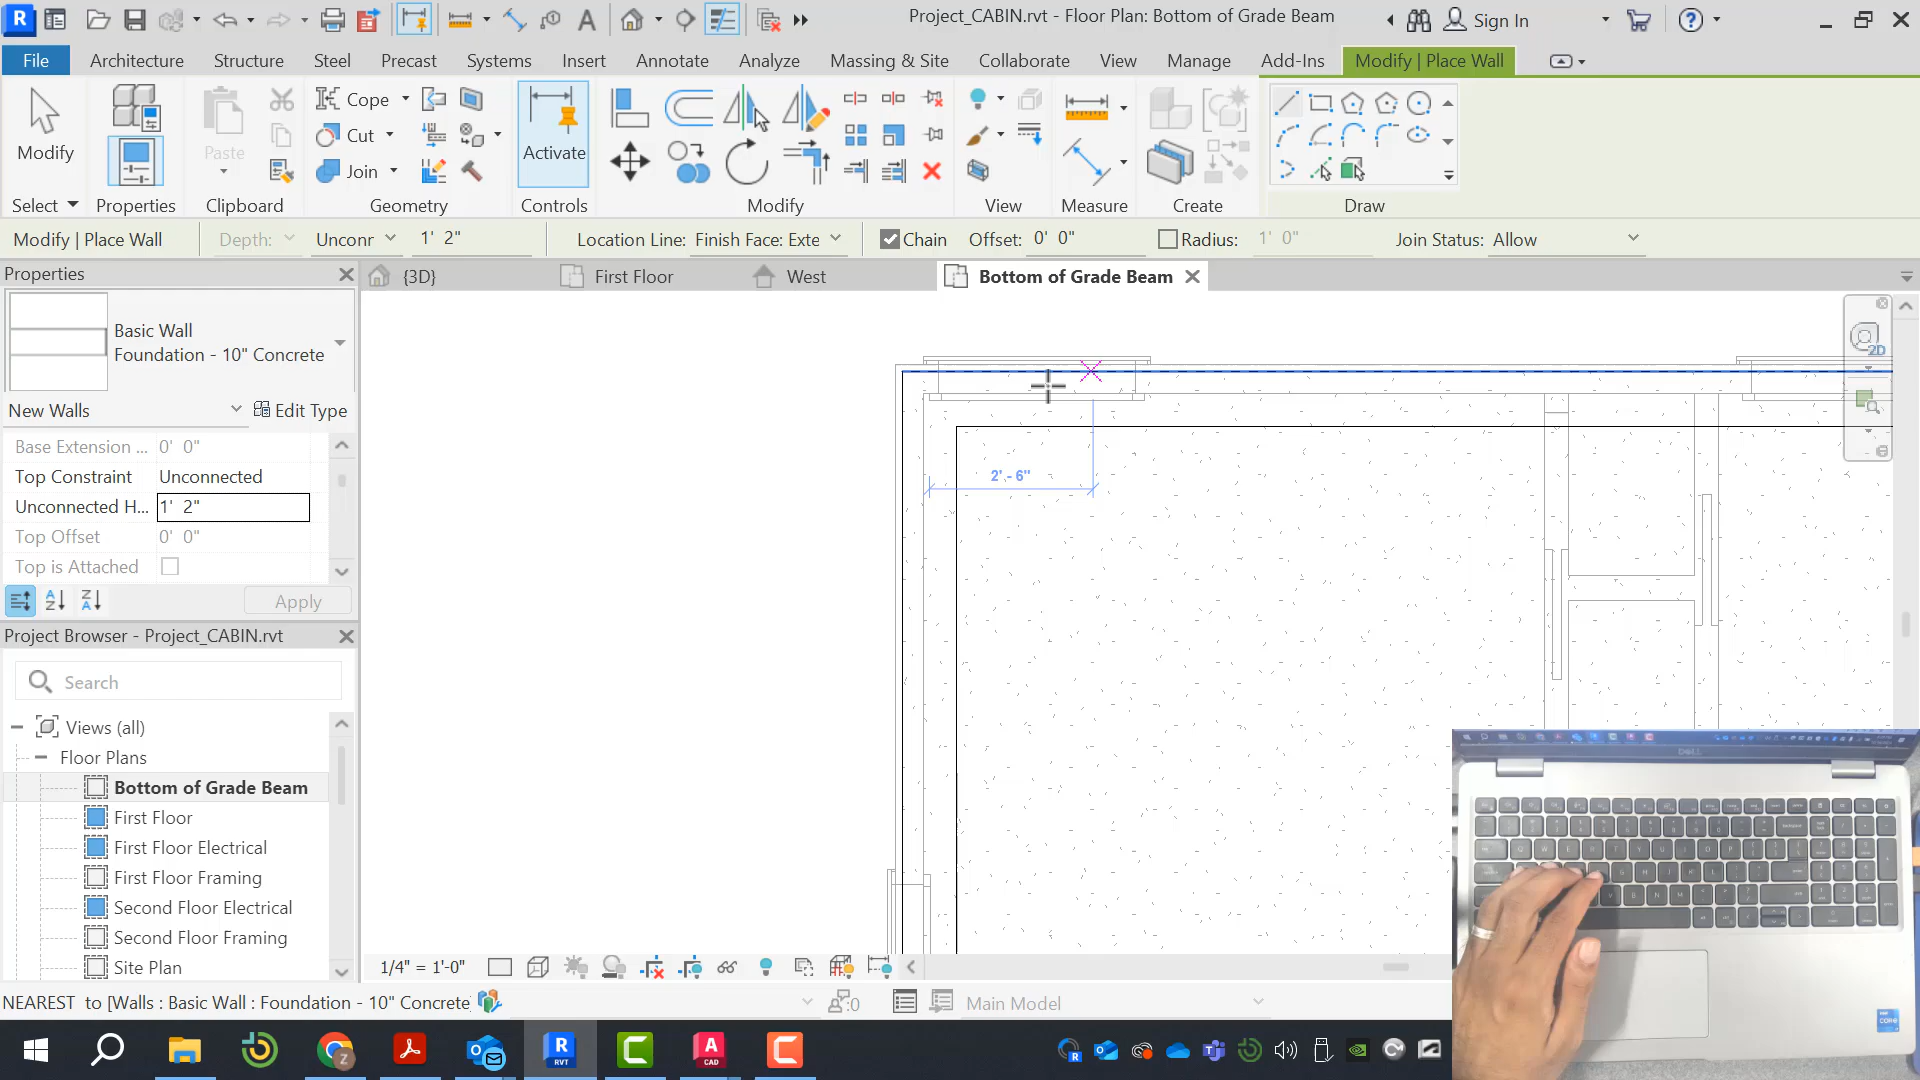 Project_CABIN.rvt - Floor Plan: Bottom of Grade Beam
Sign In
File Architecture Structure Steel Precast Systems Insert Annotate Analyze Massing & Site Collaborate View Manage Add-Ins Modify | Place Wall
Modify Paste Cope Cut Join Activate
Select Properties Clipboard Geometry Controls Modify View Measure Create Draw
Modify | Place Wall Depth: Unconr 1' 2" Location Line: Finish Face: Exte Chain Offset: 0' 0" Radius: 1' 0" Join Status: Allow
Properties
{3D} First Floor West Bottom of Grade Beam
Basic Wall
Foundation - 10" Concrete
New Walls Edit Type
Base Extension ... 0' 0"
Top Constraint Unconnected
Unconnected H... 1' 2"
Top Offset 0' 0"
Top is Attached
Apply
Project Browser - Project_CABIN.rvt
Search
Views (all)
Floor Plans
Bottom of Grade Beam
First Floor
First Floor Electrical
First Floor Framing
Second Floor Electrical
Second Floor Framing
Site Plan
2D
2' - 6"
1/4" = 1'-0"
NEAREST to [Walls : Basic Wall : Foundation - 10" Concrete
:0
Main Model
R
RVT
A
CAD
DELL